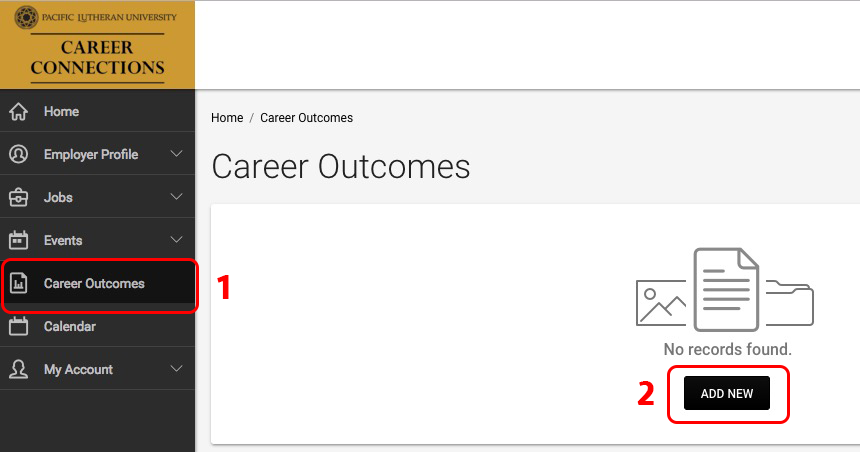 PACIFIC LUTHERAN UNIVERSITY
CAREER
CONNECTIONS
Home
Employer Profile
Jobs
Events
Career Outcomes
1
Calendar
My Account
Home / Career Outcomes
Career Outcomes
No records found.
2
ADD NEW